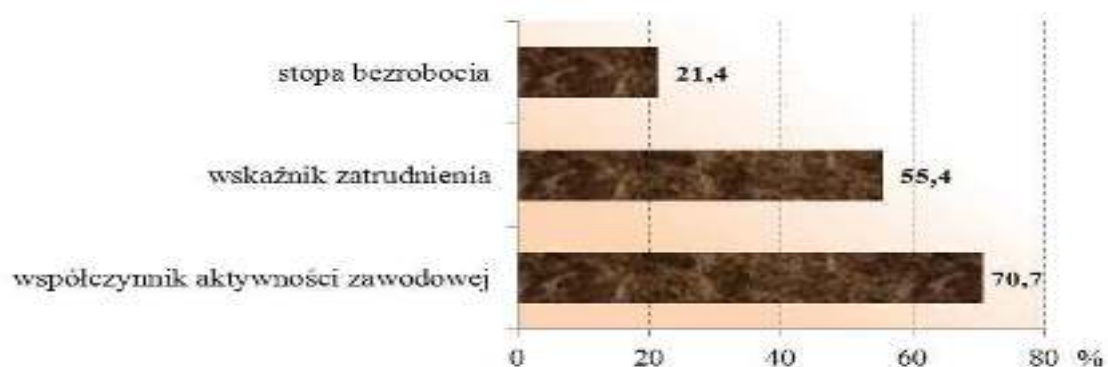 stopa bezrobocia 21,4
wskaźnik zatrudnienia 55,4
współczynnik aktywności zawodowej 70,7
0 20 40 60 80 %